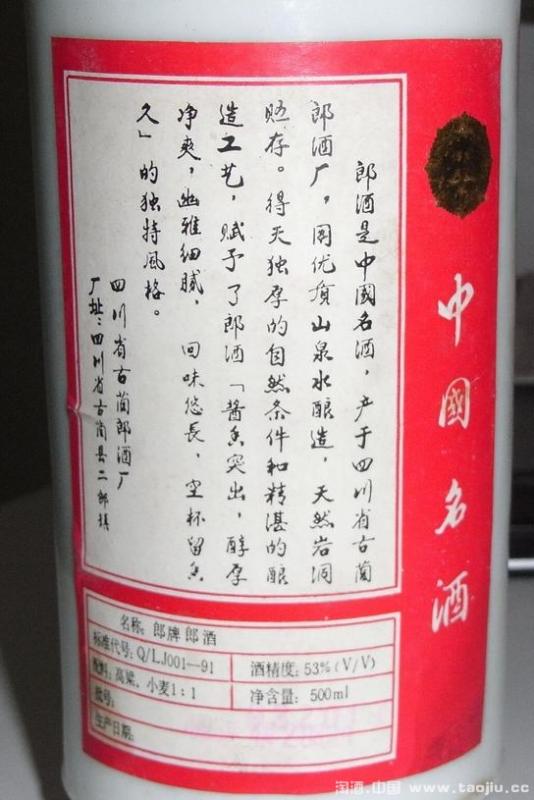 中國名酒
郎酒是中國名酒，产于四川省古蔺
郎酒厂，用优质山泉水酿造，天然岩洞
贮存。得天独厚的自然条件和精湛的酿
造工艺，赋予了郎酒「酱香突出，醇厚
净爽，幽雅细腻，回味悠長，空杯留香
久」的独特風格。
四川省古蔺郎酒厂
厂址：四川省古蔺县二郎镇
名称：郎牌郎酒
标准代号：Q/LJ001—91
酒精度：53%(V/V)
配料：高粱、小麦1:1
净含量：500ml
批号：
生产日期：
淘酒.中国 www.taojiu.cc